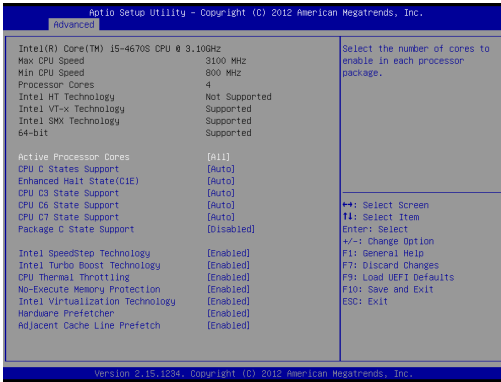 Aptio Setup Utility – Copyright (C) 2012 American Megatrends, Inc.
Advanced
Intel(R) Core(TM) i5-4670S CPU @ 3.10GHz
Max CPU Speed 3100 MHz
Min CPU Speed 800 MHz
Processor Cores 4
Intel HT Technology Not Supported
Intel VT-x Technology Supported
Intel SMX Technology Supported
64-bit Supported
Active Processor Cores [All]
CPU C States Support [Auto]
Enhanced Halt State(C1E) [Auto]
CPU C3 State Support [Auto]
CPU C6 State Support [Auto]
CPU C7 State Support [Auto]
Package C State Support [Disabled]
Intel SpeedStep Technology [Enabled]
Intel Turbo Boost Technology [Enabled]
CPU Thermal Throttling [Enabled]
No-Execute Memory Protection [Enabled]
Intel Virtualization Technology [Enabled]
Hardware Prefetcher [Enabled]
Adjacent Cache Line Prefetch [Enabled]
Select the number of cores to
enable in each processor
package.
↔: Select Screen
↑↓: Select Item
Enter: Select
+/-: Change Option
F1: General Help
F7: Discard Changes
F9: Load UEFI Defaults
F10: Save and Exit
ESC: Exit
Version 2.15.1234. Copyright (C) 2012 American Megatrends, Inc.